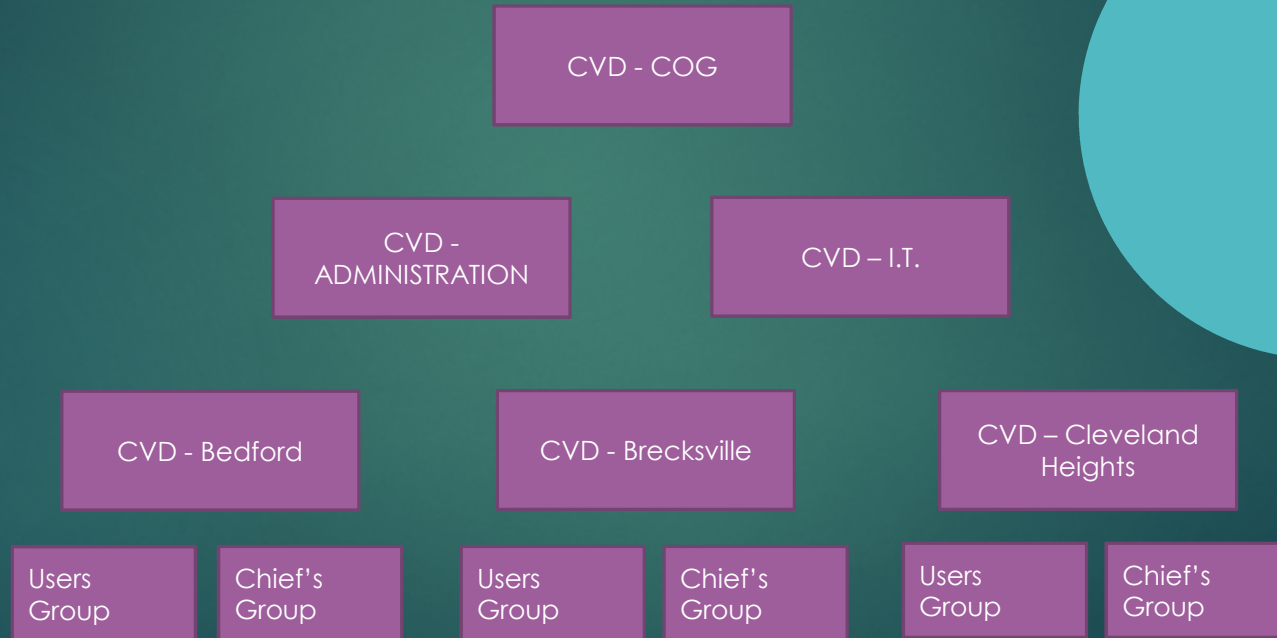 CVD - COG
CVD -
ADMINISTRATION
CVD – I.T.
CVD - Bedford
CVD - Brecksville
CVD – Cleveland
Heights
Users
Group
Chief’s
Group
Users
Group
Chief’s
Group
Users
Group
Chief’s
Group